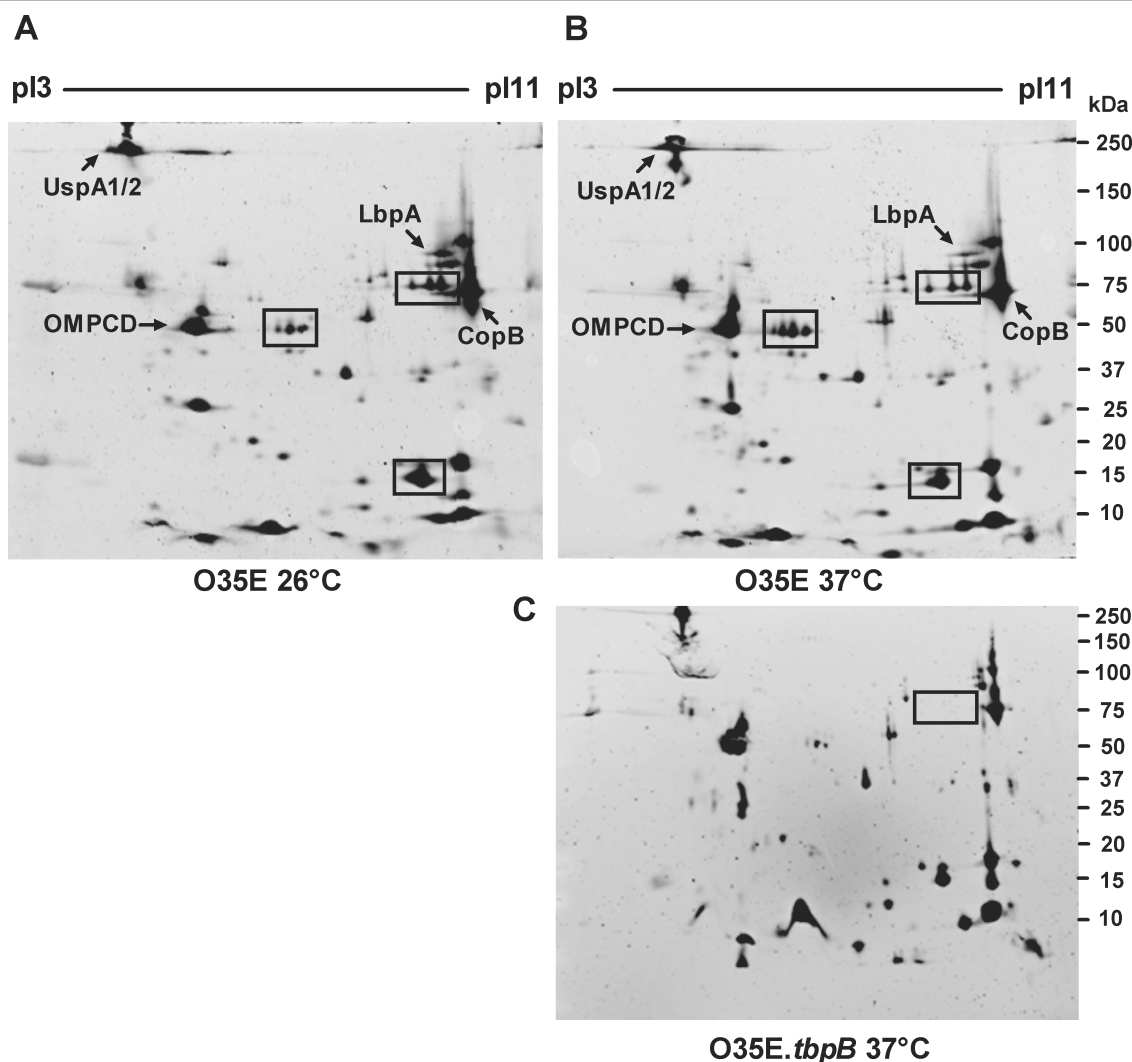 A
B
pI3 pI11 pI3 pI11
kDa
UspA1/2
LbpA
OMPCD
CopB
UspA1/2
LbpA
OMPCD
CopB
250
150
100
75
50
37
25
20
15
10
O35E 26°C
O35E 37°C
C
250
150
100
75
50
37
25
20
15
10
O35E.tbpB 37°C